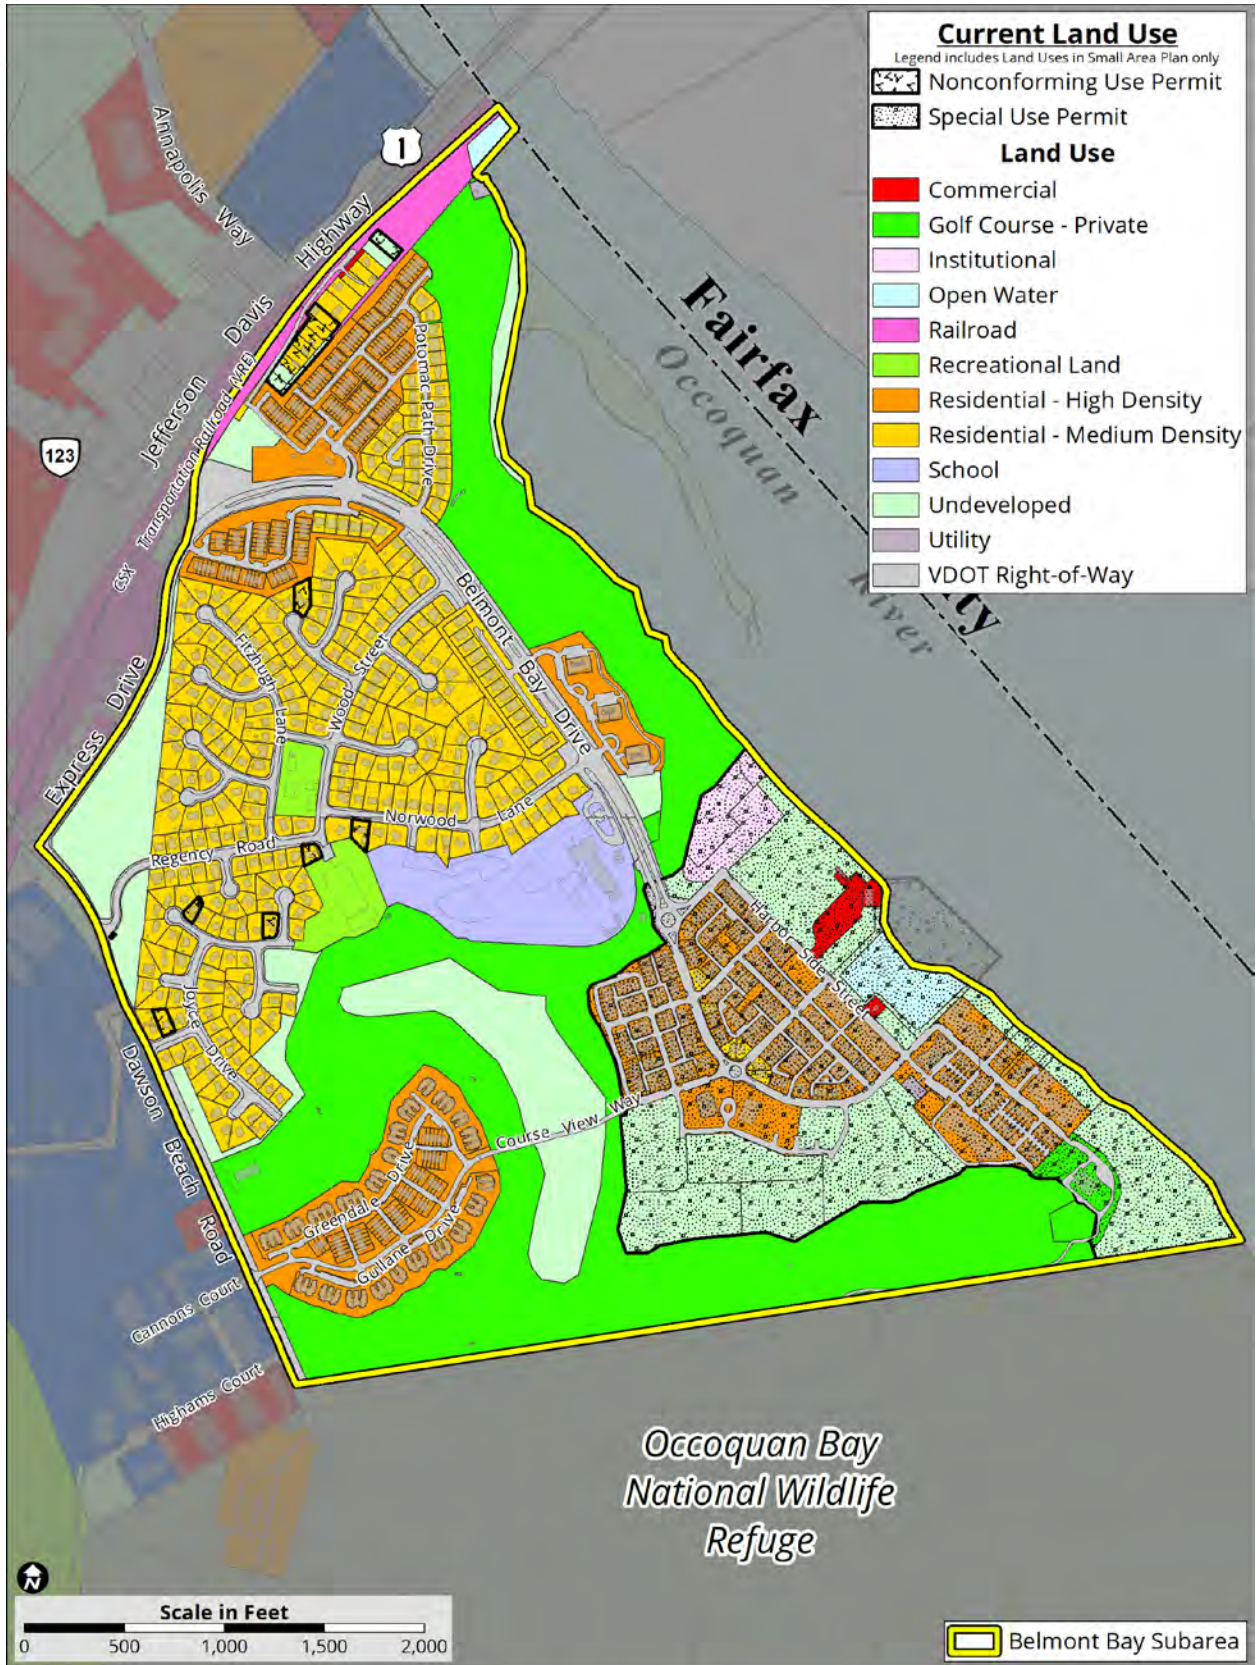 Current Land Use
Legend includes Land Uses in Small Area Plan only
Nonconforming Use Permit
Special Use Permit
Land Use
Commercial
Golf Course - Private
Institutional
Open Water
Railroad
Recreational Land
Residential - High Density
Residential - Medium Density
School
Undeveloped
Utility
VDOT Right-of-Way
Annapolis Way
1
Jefferson Davis Highway
123
CSX Transportation Railroad (VRE)
Potomac Path Drive
Fairfax
Occoquan
River
Express Drive
Belmont Bay Drive
Fitzhugh Lane
Wood Street
Norwood Lane
Regency Road
Harbor Side Street
Joyce Drive
Dawson Beach Road
Course View Way
Greendale Drive
Gullane Drive
Cannons Court
Highams Court
Occoquan Bay
National Wildlife
Refuge
N
Scale in Feet
0 500 1,000 1,500 2,000
Belmont Bay Subarea